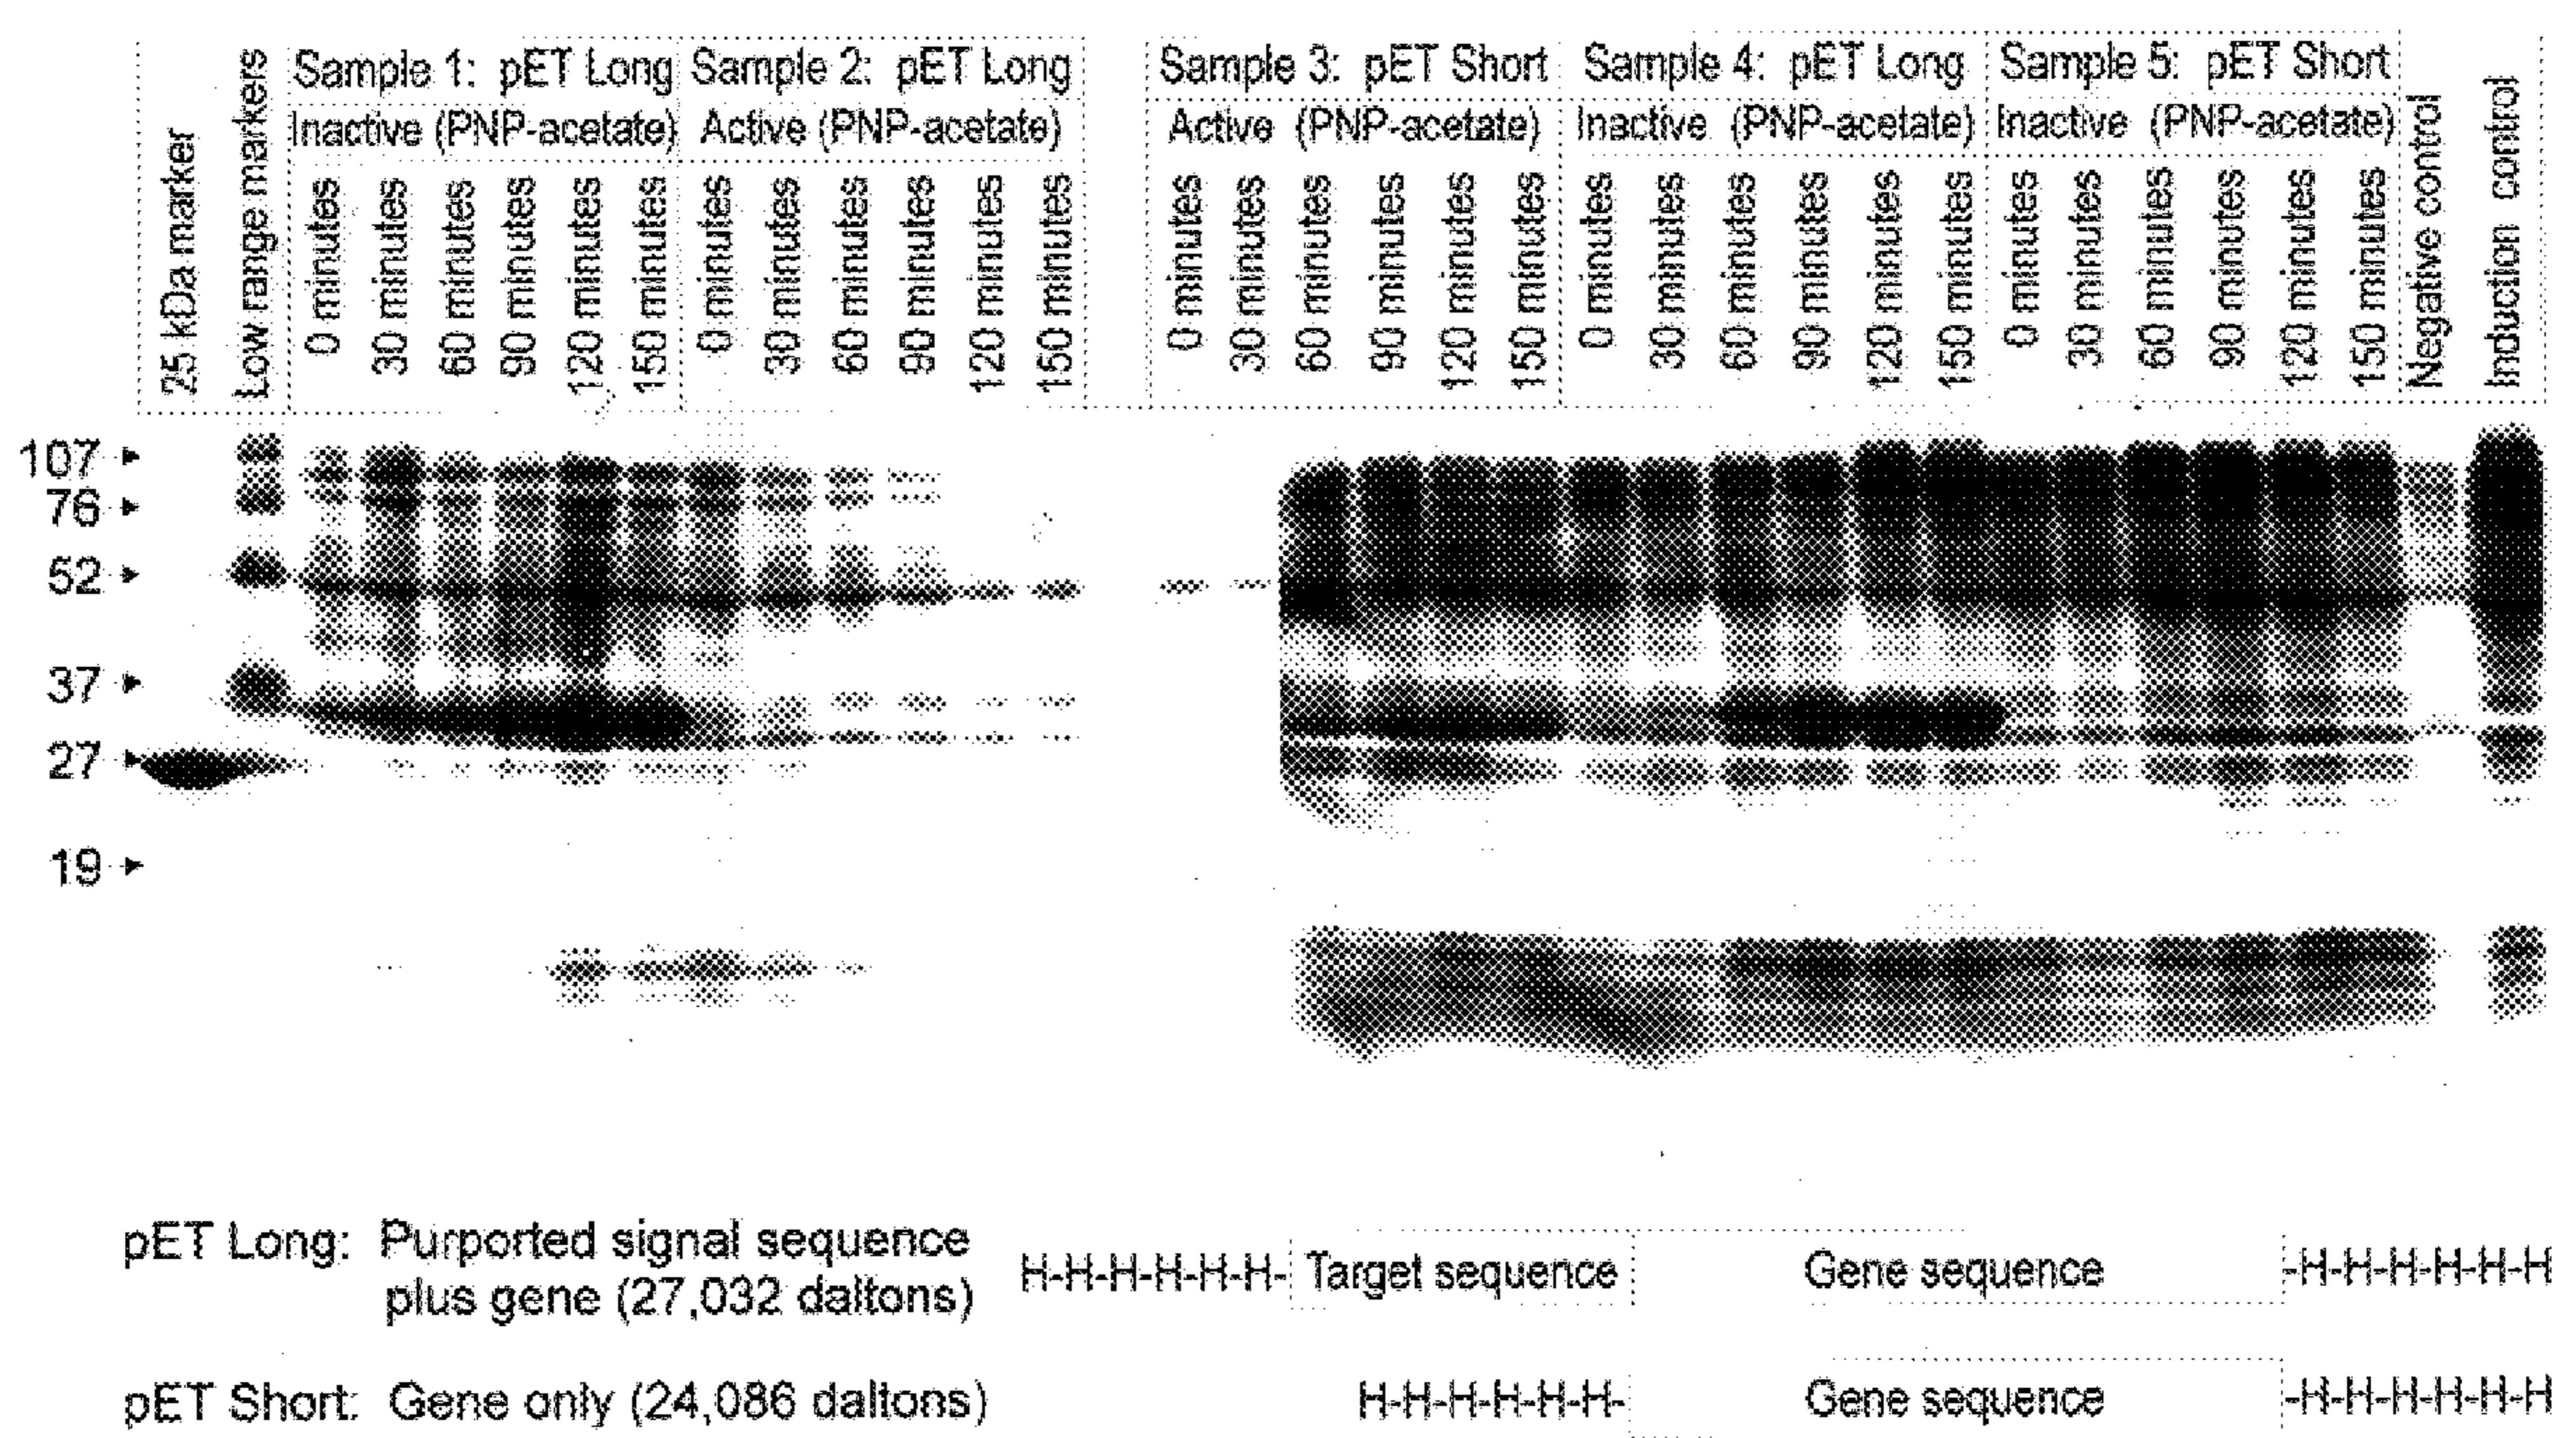 25 kDa marker
Low range markers
Sample 1: pET Long
Inactive (PNP-acetate)
0 minutes
30 minutes
60 minutes
90 minutes
120 minutes
150 minutes
Sample 2: pET Long
Active (PNP-acetate)
0 minutes
30 minutes
60 minutes
90 minutes
120 minutes
150 minutes
Sample 3: pET Short
Active (PNP-acetate)
0 minutes
30 minutes
60 minutes
90 minutes
120 minutes
150 minutes
Sample 4: pET Long
Inactive (PNP-acetate)
0 minutes
30 minutes
60 minutes
90 minutes
120 minutes
150 minutes
Sample 5: pET Short
Inactive (PNP-acetate)
0 minutes
30 minutes
60 minutes
90 minutes
120 minutes
150 minutes
Negative control
Induction control
107
76
52
37
27
19
pET Long: Purported signal sequence
plus gene (27,032 daltons)
H-H-H-H-H-H- Target sequence Gene sequence -H-H-H-H-H-H
pET Short: Gene only (24,086 daltons)
H-H-H-H-H-H- Gene sequence -H-H-H-H-H-H